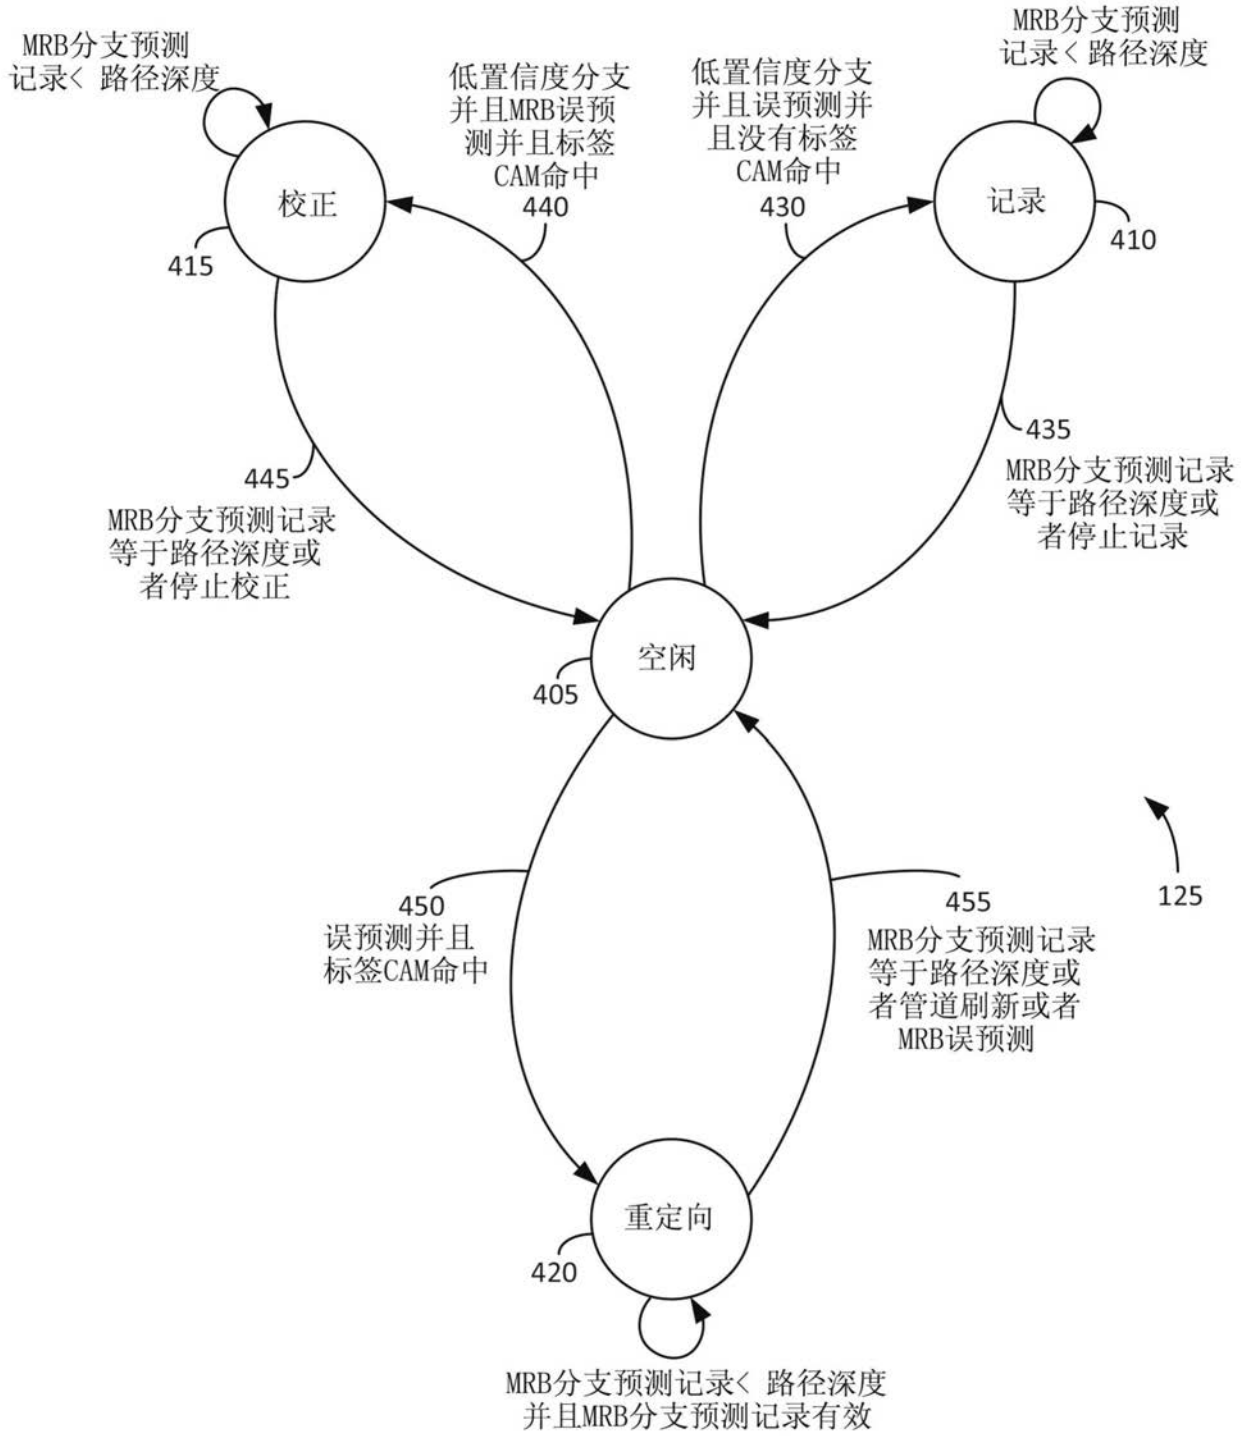 MRB分支预测
记录< 路径深度
低置信度分支
并且MRB误预
测并且标签
CAM命中
440
低置信度分支
并且误预测并
且没有标签
CAM命中
430
MRB分支预测
记录< 路径深度
校正
415
记录
410
445
MRB分支预测记录
等于路径深度或
者停止校正
435
MRB分支预测记录
等于路径深度或
者停止记录
空闲
405
450
误预测并且
标签CAM命中
455
MRB分支预测记录
等于路径深度或
者管道刷新或者
MRB误预测
125
重定向
420
MRB分支预测记录< 路径深度
并且MRB分支预测记录有效